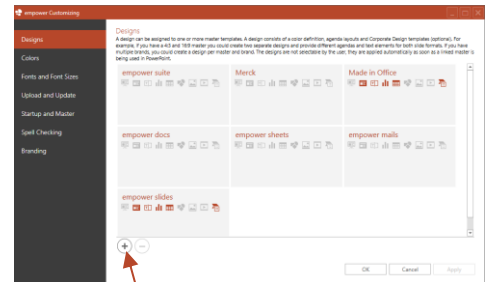 empower Customizing
Designs
Colors
Fonts and Font Sizes
Upload and Update
Startup and Master
Spell Checking
Branding
Designs
A design can be assigned to one or more master templates. A design consists of a color definition, agenda layouts and Corporate Design templates (optional). For
example, if you have a 4:3 and 16:9 master you could create two separate designs and provide different agendas and text elements for both slide formats. If you have
multiple brands, you could create a design per master and brand. The designs are not selectable by the user, they are applied automatically as soon as a linked master is
being used in PowerPoint.
empower suite
Merck
Made in Office
empower docs
empower sheets
empower mails
empower slides
OK
Cancel
Apply